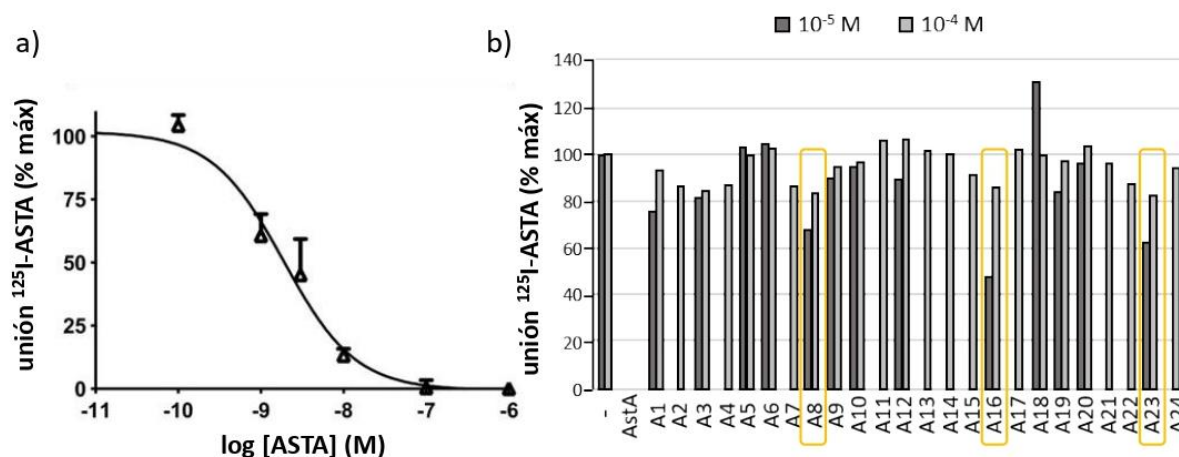 a)
unión ¹²⁵I-ASTA (% máx)
100
75
50
25
0
-11 -10 -9 -8 -7 -6
log [ASTA] (M)
b)
10⁻⁵ M 10⁻⁴ M
unión ¹²⁵I-ASTA (% máx)
140
120
100
80
60
40
20
0
- AstA A1 A2 A3 A4 A5 A6 A7 A8 A9 A10 A11 A12 A13 A14 A15 A16 A17 A18 A19 A20 A21 A22 A23 A24